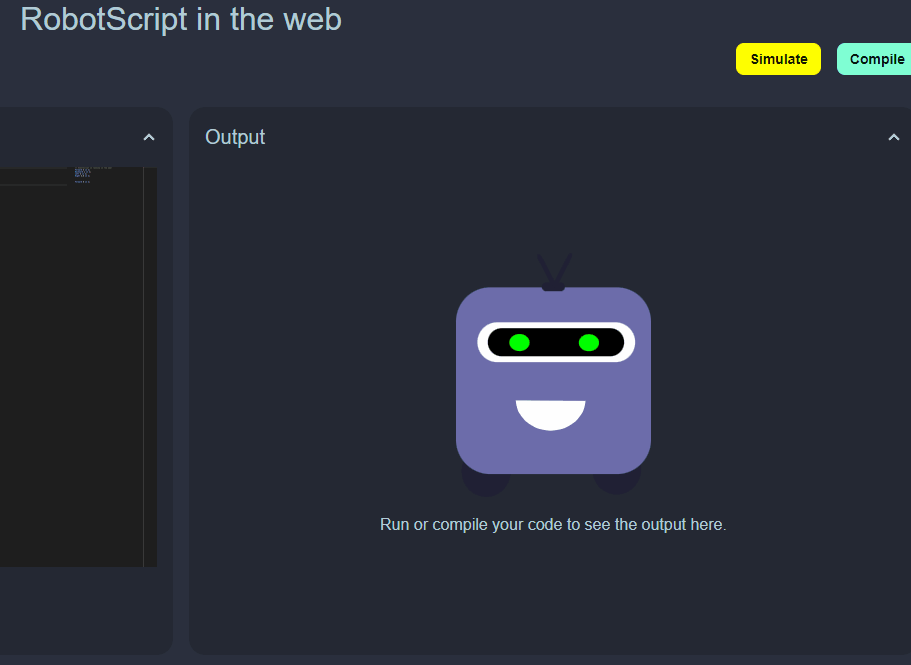 RobotScript in the web
Simulate
Compile
Output
Run or compile your code to see the output here.